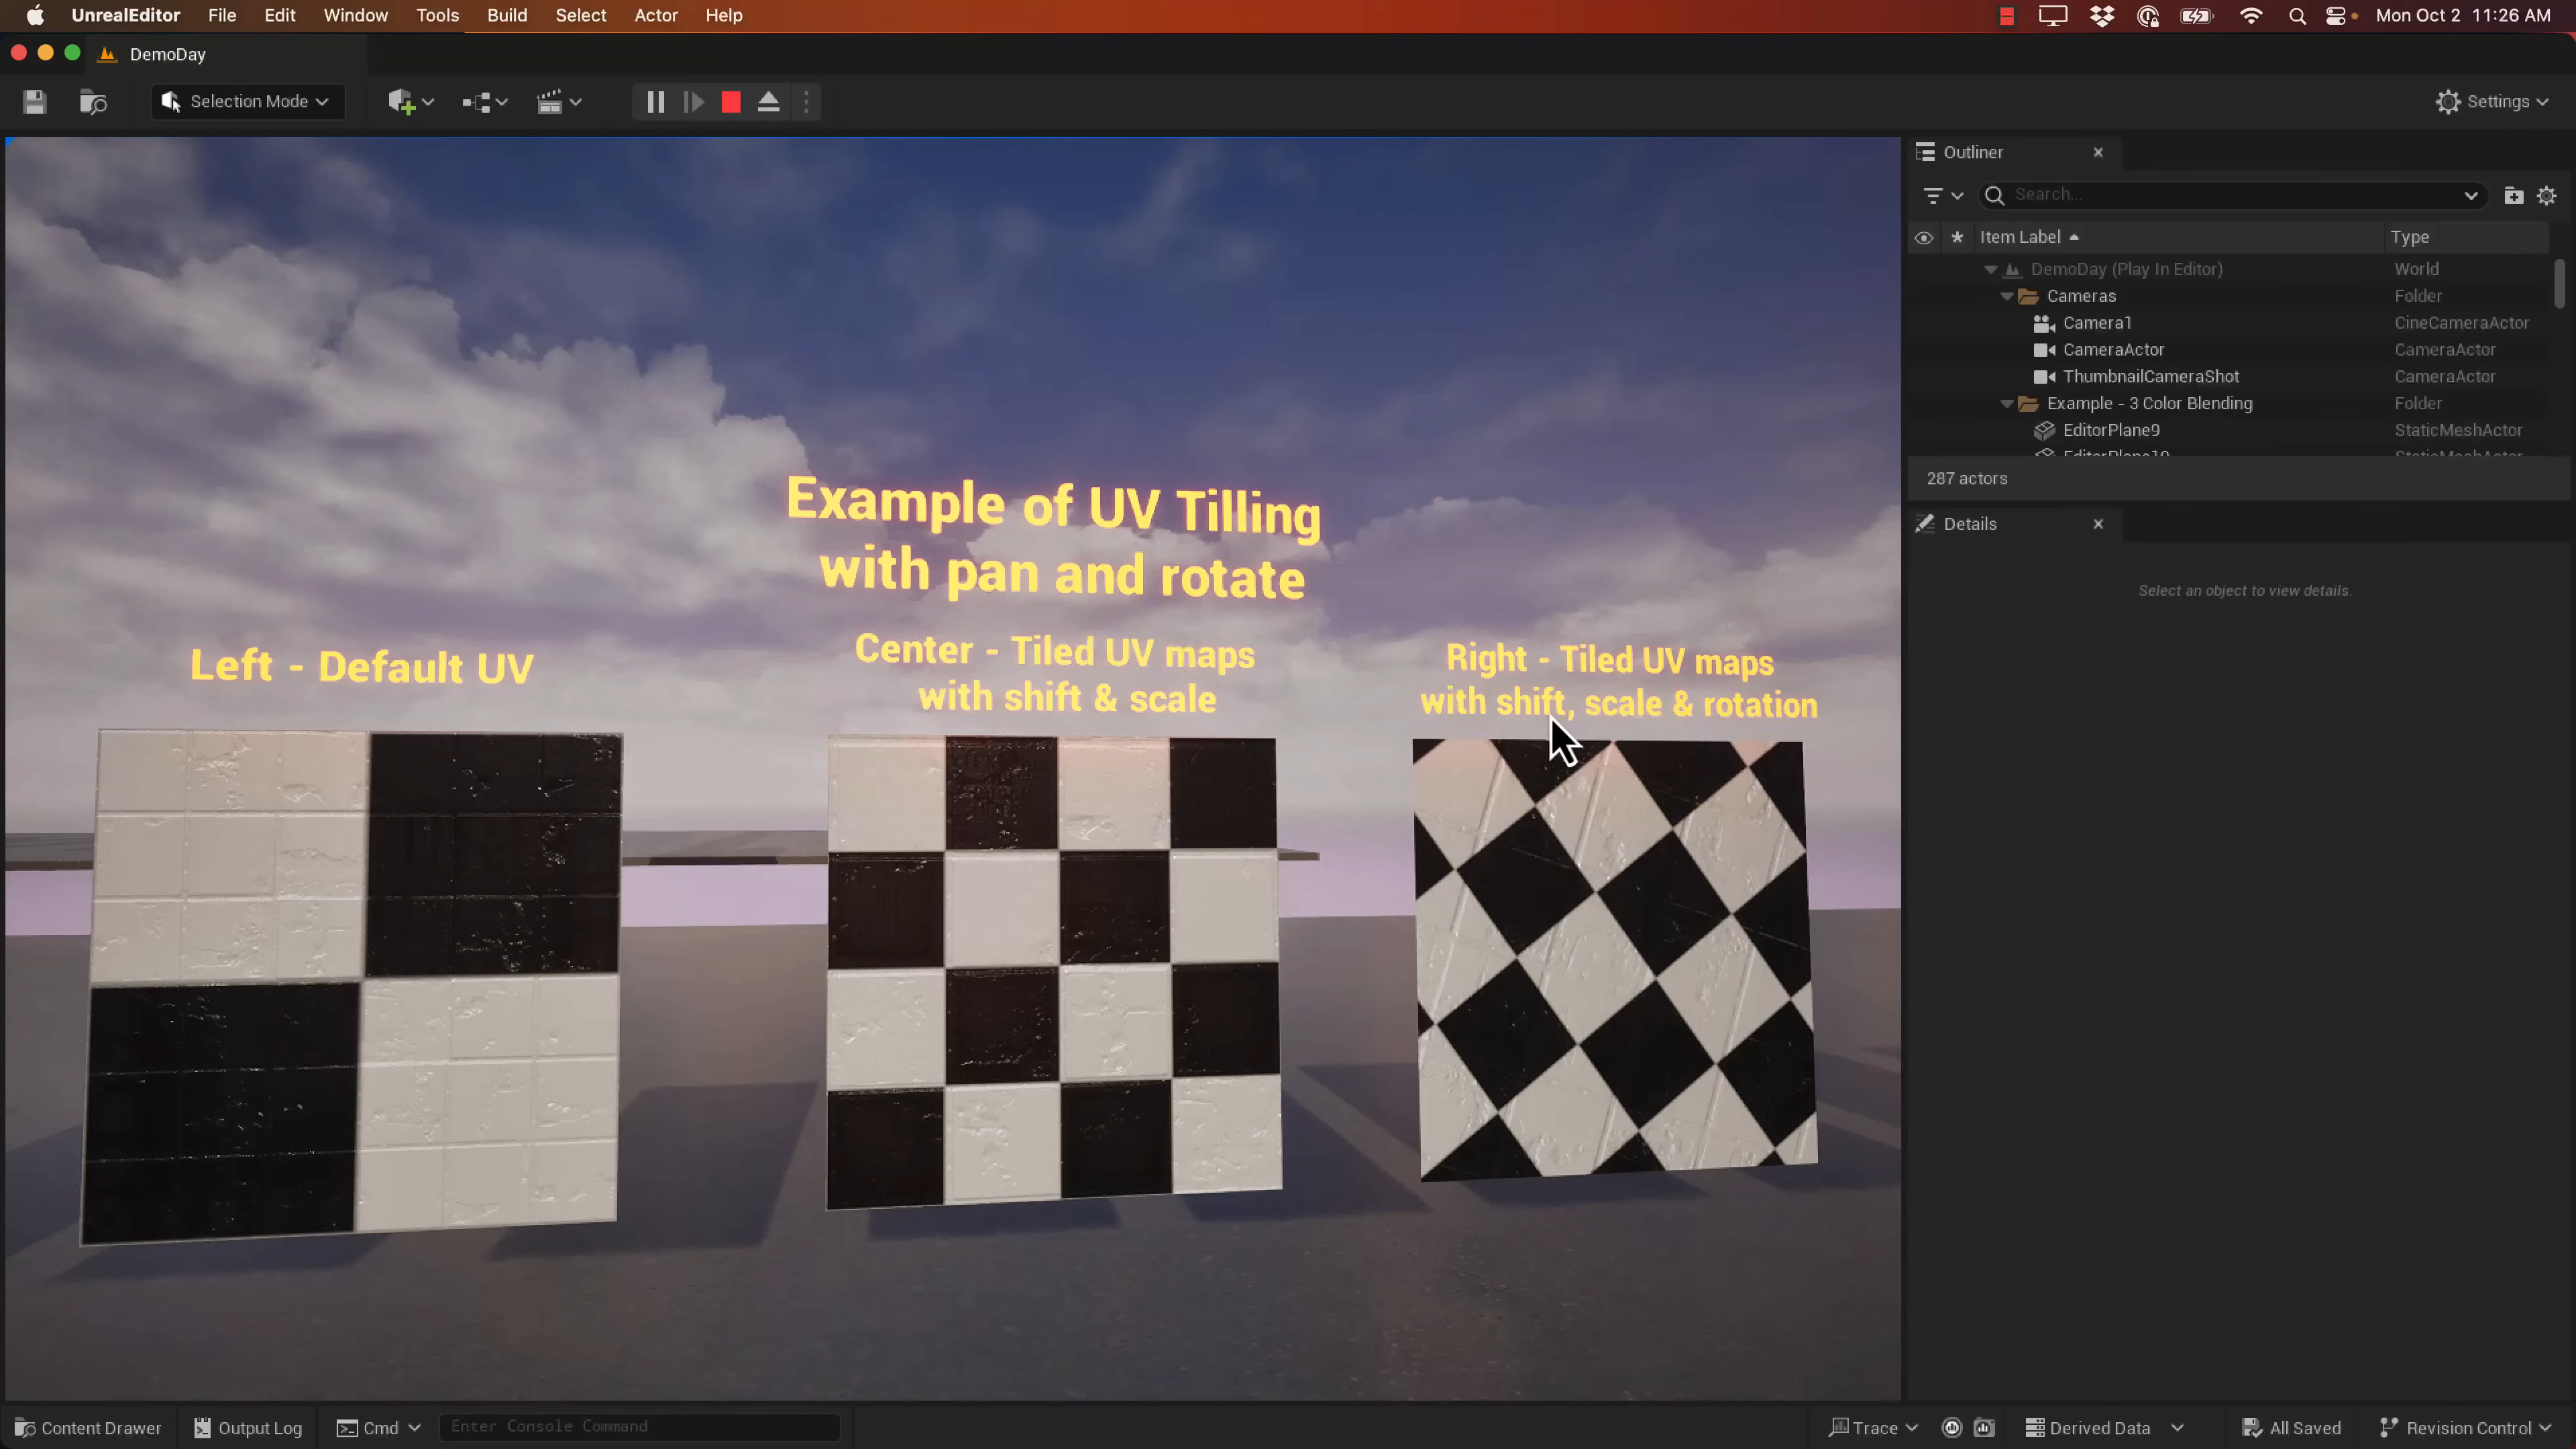 UnrealEditor File Edit Window Tools Build Select Actor Help Mon Oct 2 11:26 AM
DemoDay
Selection Mode Settings
Outliner
Search...
Item Label Type
DemoDay (Play In Editor) World
Cameras Folder
Camera1 CineCameraActor
CameraActor CameraActor
ThumbnailCameraShot CameraActor
Example - 3 Color Blending Folder
EditorPlane9 StaticMeshActor
EditorPlane10 StaticMeshActor
287 actors
Details
Select an object to view details.
Example of UV Tilling
with pan and rotate
Left - Default UV
Center - Tiled UV maps
with shift & scale
Right - Tiled UV maps
with shift, scale & rotation
Content Drawer Output Log Cmd Enter Console Command Trace Derived Data All Saved Revision Control